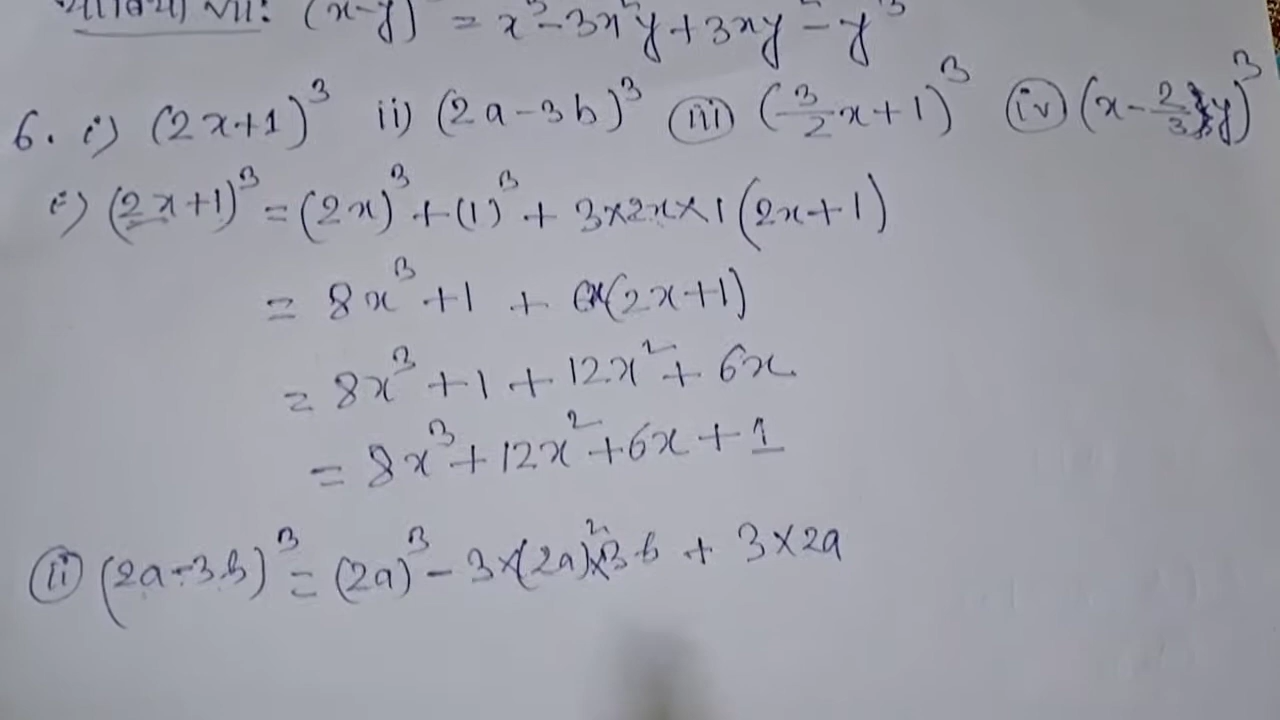 (x-y)³ = x³-3x²y+3xy²-y³
6. i) (2x+1)³ ii) (2a-3b)³ (iii) (3/2 x+1)³ (iv) (x-2/3 y)³
i) (2x+1)³ = (2x)³+(1)³ + 3×2x×1(2x+1)
= 8x³+1 + 6x(2x+1)
= 8x³+1+12x²+6x
= 8x³+12x²+6x+1
(ii) (2a-3b)³ = (2a)³-3×(2a)²×3b + 3×2a